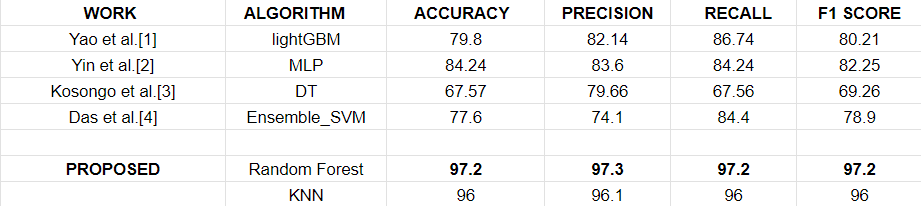 WORK ALGORITHM ACCURACY PRECISION RECALL F1 SCORE
Yao et al.[1] lightGBM 79.8 82.14 86.74 80.21
Yin et al.[2] MLP 84.24 83.6 84.24 82.25
Kosongo et al.[3] DT 67.57 79.66 67.56 69.26
Das et al.[4] Ensemble_SVM 77.6 74.1 84.4 78.9
PROPOSED Random Forest 97.2 97.3 97.2 97.2
KNN 96 96.1 96 96